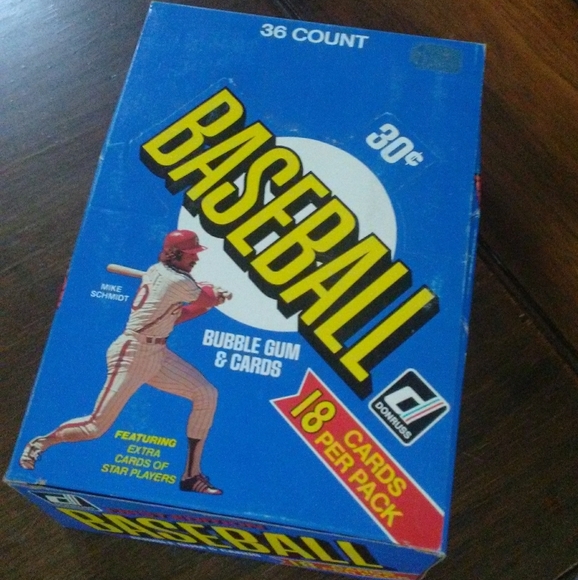 36 COUNT
30¢
BASEBALL
MIKE
SCHMIDT
BUBBLE GUM
& CARDS
DONRUSS
18 CARDS
PER PACK
FEATURING
EXTRA
CARDS OF
STAR PLAYERS
BASEBALL
18